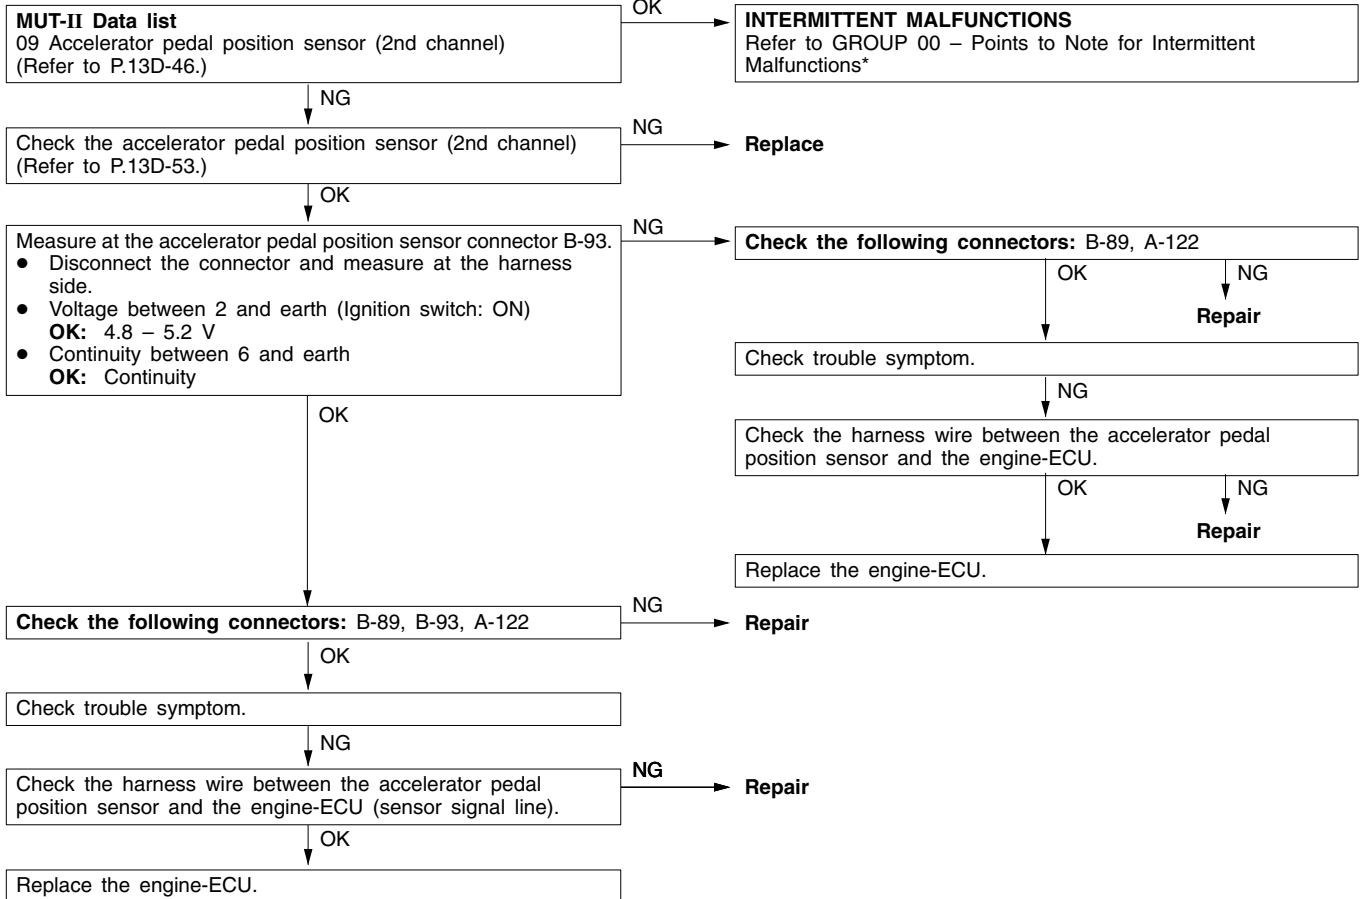 MUT-II Data list
09 Accelerator pedal position sensor (2nd channel)
(Refer to P.13D-46.)
OK
INTERMITTENT MALFUNCTIONS
Refer to GROUP 00 – Points to Note for Intermittent
Malfunctions*
NG
Check the accelerator pedal position sensor (2nd channel)
(Refer to P.13D-53.)
NG
Replace
OK
Measure at the accelerator pedal position sensor connector B-93.
● Disconnect the connector and measure at the harness
side.
● Voltage between 2 and earth (Ignition switch: ON)
OK: 4.8 – 5.2 V
● Continuity between 6 and earth
OK: Continuity
NG
Check the following connectors: B-89, A-122
OK
NG
Repair
Check trouble symptom.
NG
Check the harness wire between the accelerator pedal
position sensor and the engine-ECU.
OK
NG
Repair
Replace the engine-ECU.
OK
Check the following connectors: B-89, B-93, A-122
NG
Repair
OK
Check trouble symptom.
NG
Check the harness wire between the accelerator pedal
position sensor and the engine-ECU (sensor signal line).
NG
Repair
OK
Replace the engine-ECU.